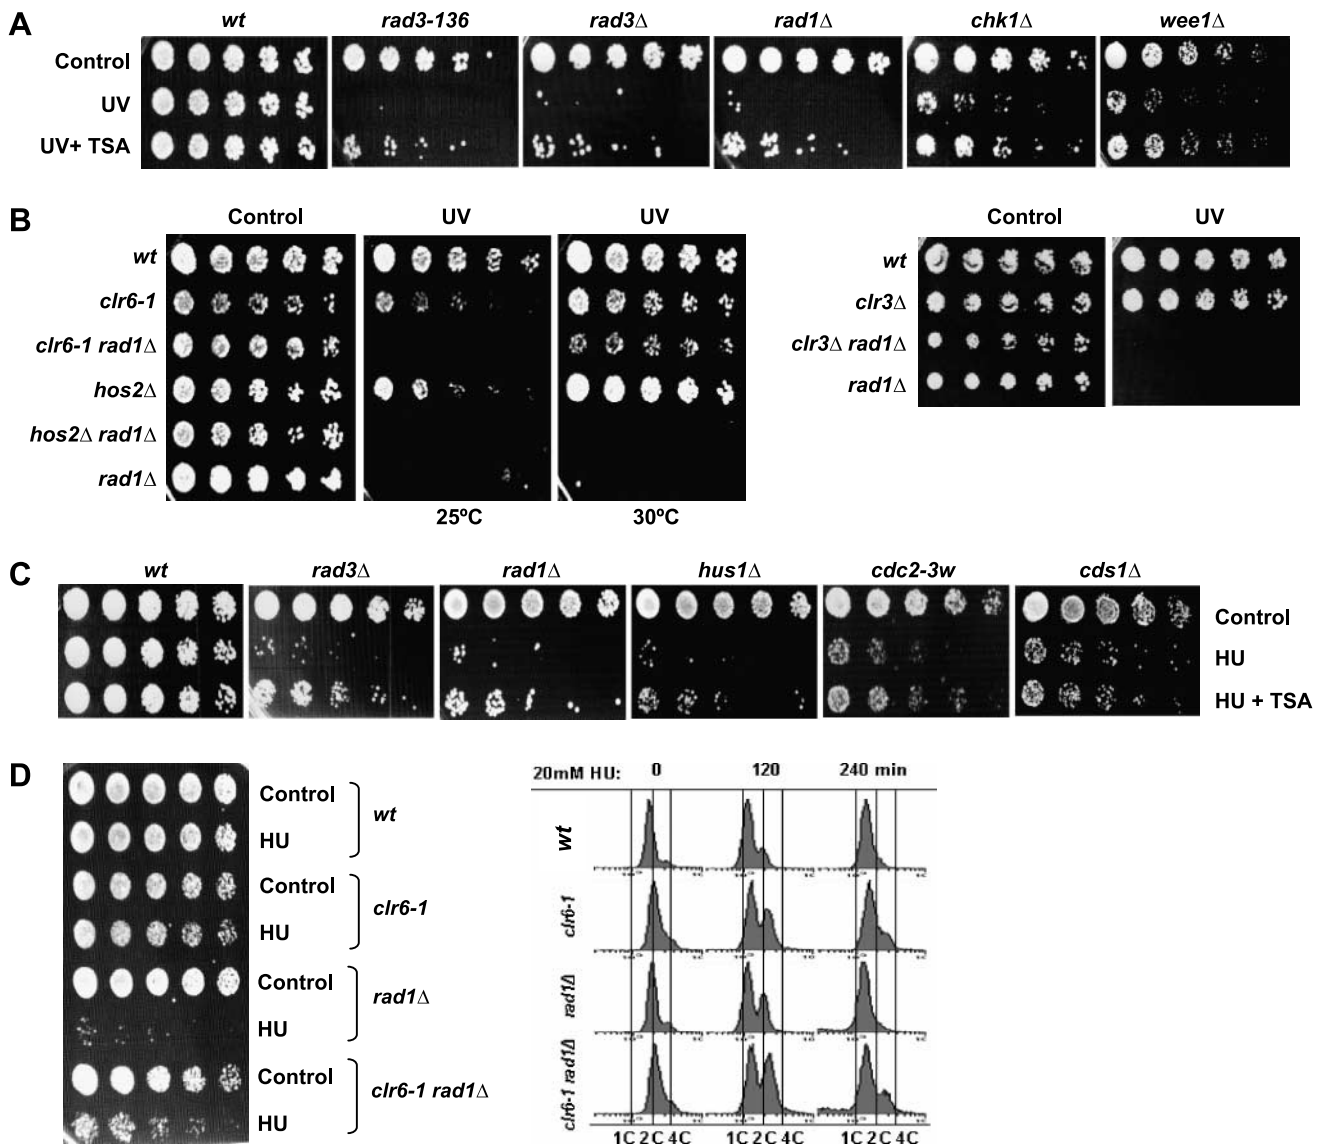 A
wt rad3-136 rad3Δ rad1Δ chk1Δ wee1Δ
Control
UV
UV+ TSA
B
Control UV UV
wt
clr6-1
clr6-1 rad1Δ
hos2Δ
hos2Δ rad1Δ
rad1Δ
25ºC 30ºC
Control UV
wt
clr3Δ
clr3Δ rad1Δ
rad1Δ
C
wt rad3Δ rad1Δ hus1Δ cdc2-3w cds1Δ
Control
HU
HU + TSA
D
Control
HU
wt
Control
HU
clr6-1
Control
HU
rad1Δ
Control
HU
clr6-1 rad1Δ
20mM HU: 0 120 240 min
wt
clr6-1
rad1Δ
clr6-1 rad1Δ
1C 2C 4C 1C 2C 4C 1C 2C 4C